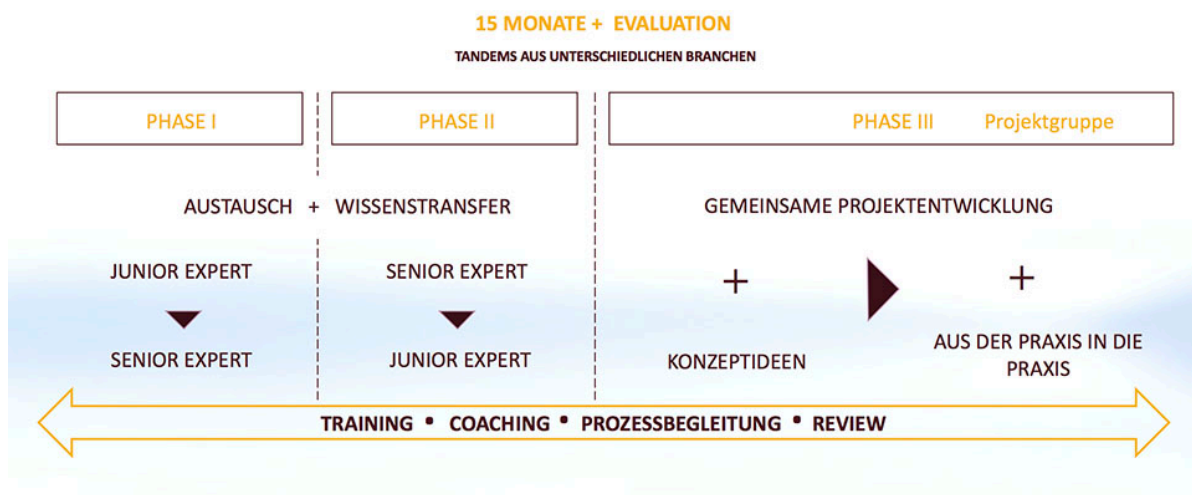 15 MONATE + EVALUATION
TANDEMS AUS UNTERSCHIEDLICHEN BRANCHEN
PHASE I
PHASE II
PHASE III Projektgruppe
AUSTAUSCH + WISSENSTRANSFER
GEMEINSAME PROJEKTENTWICKLUNG
JUNIOR EXPERT
SENIOR EXPERT
+
+
SENIOR EXPERT
JUNIOR EXPERT
KONZEPTIDEEN
AUS DER PRAXIS IN DIE
PRAXIS
TRAINING • COACHING • PROZESSBEGLEITUNG • REVIEW